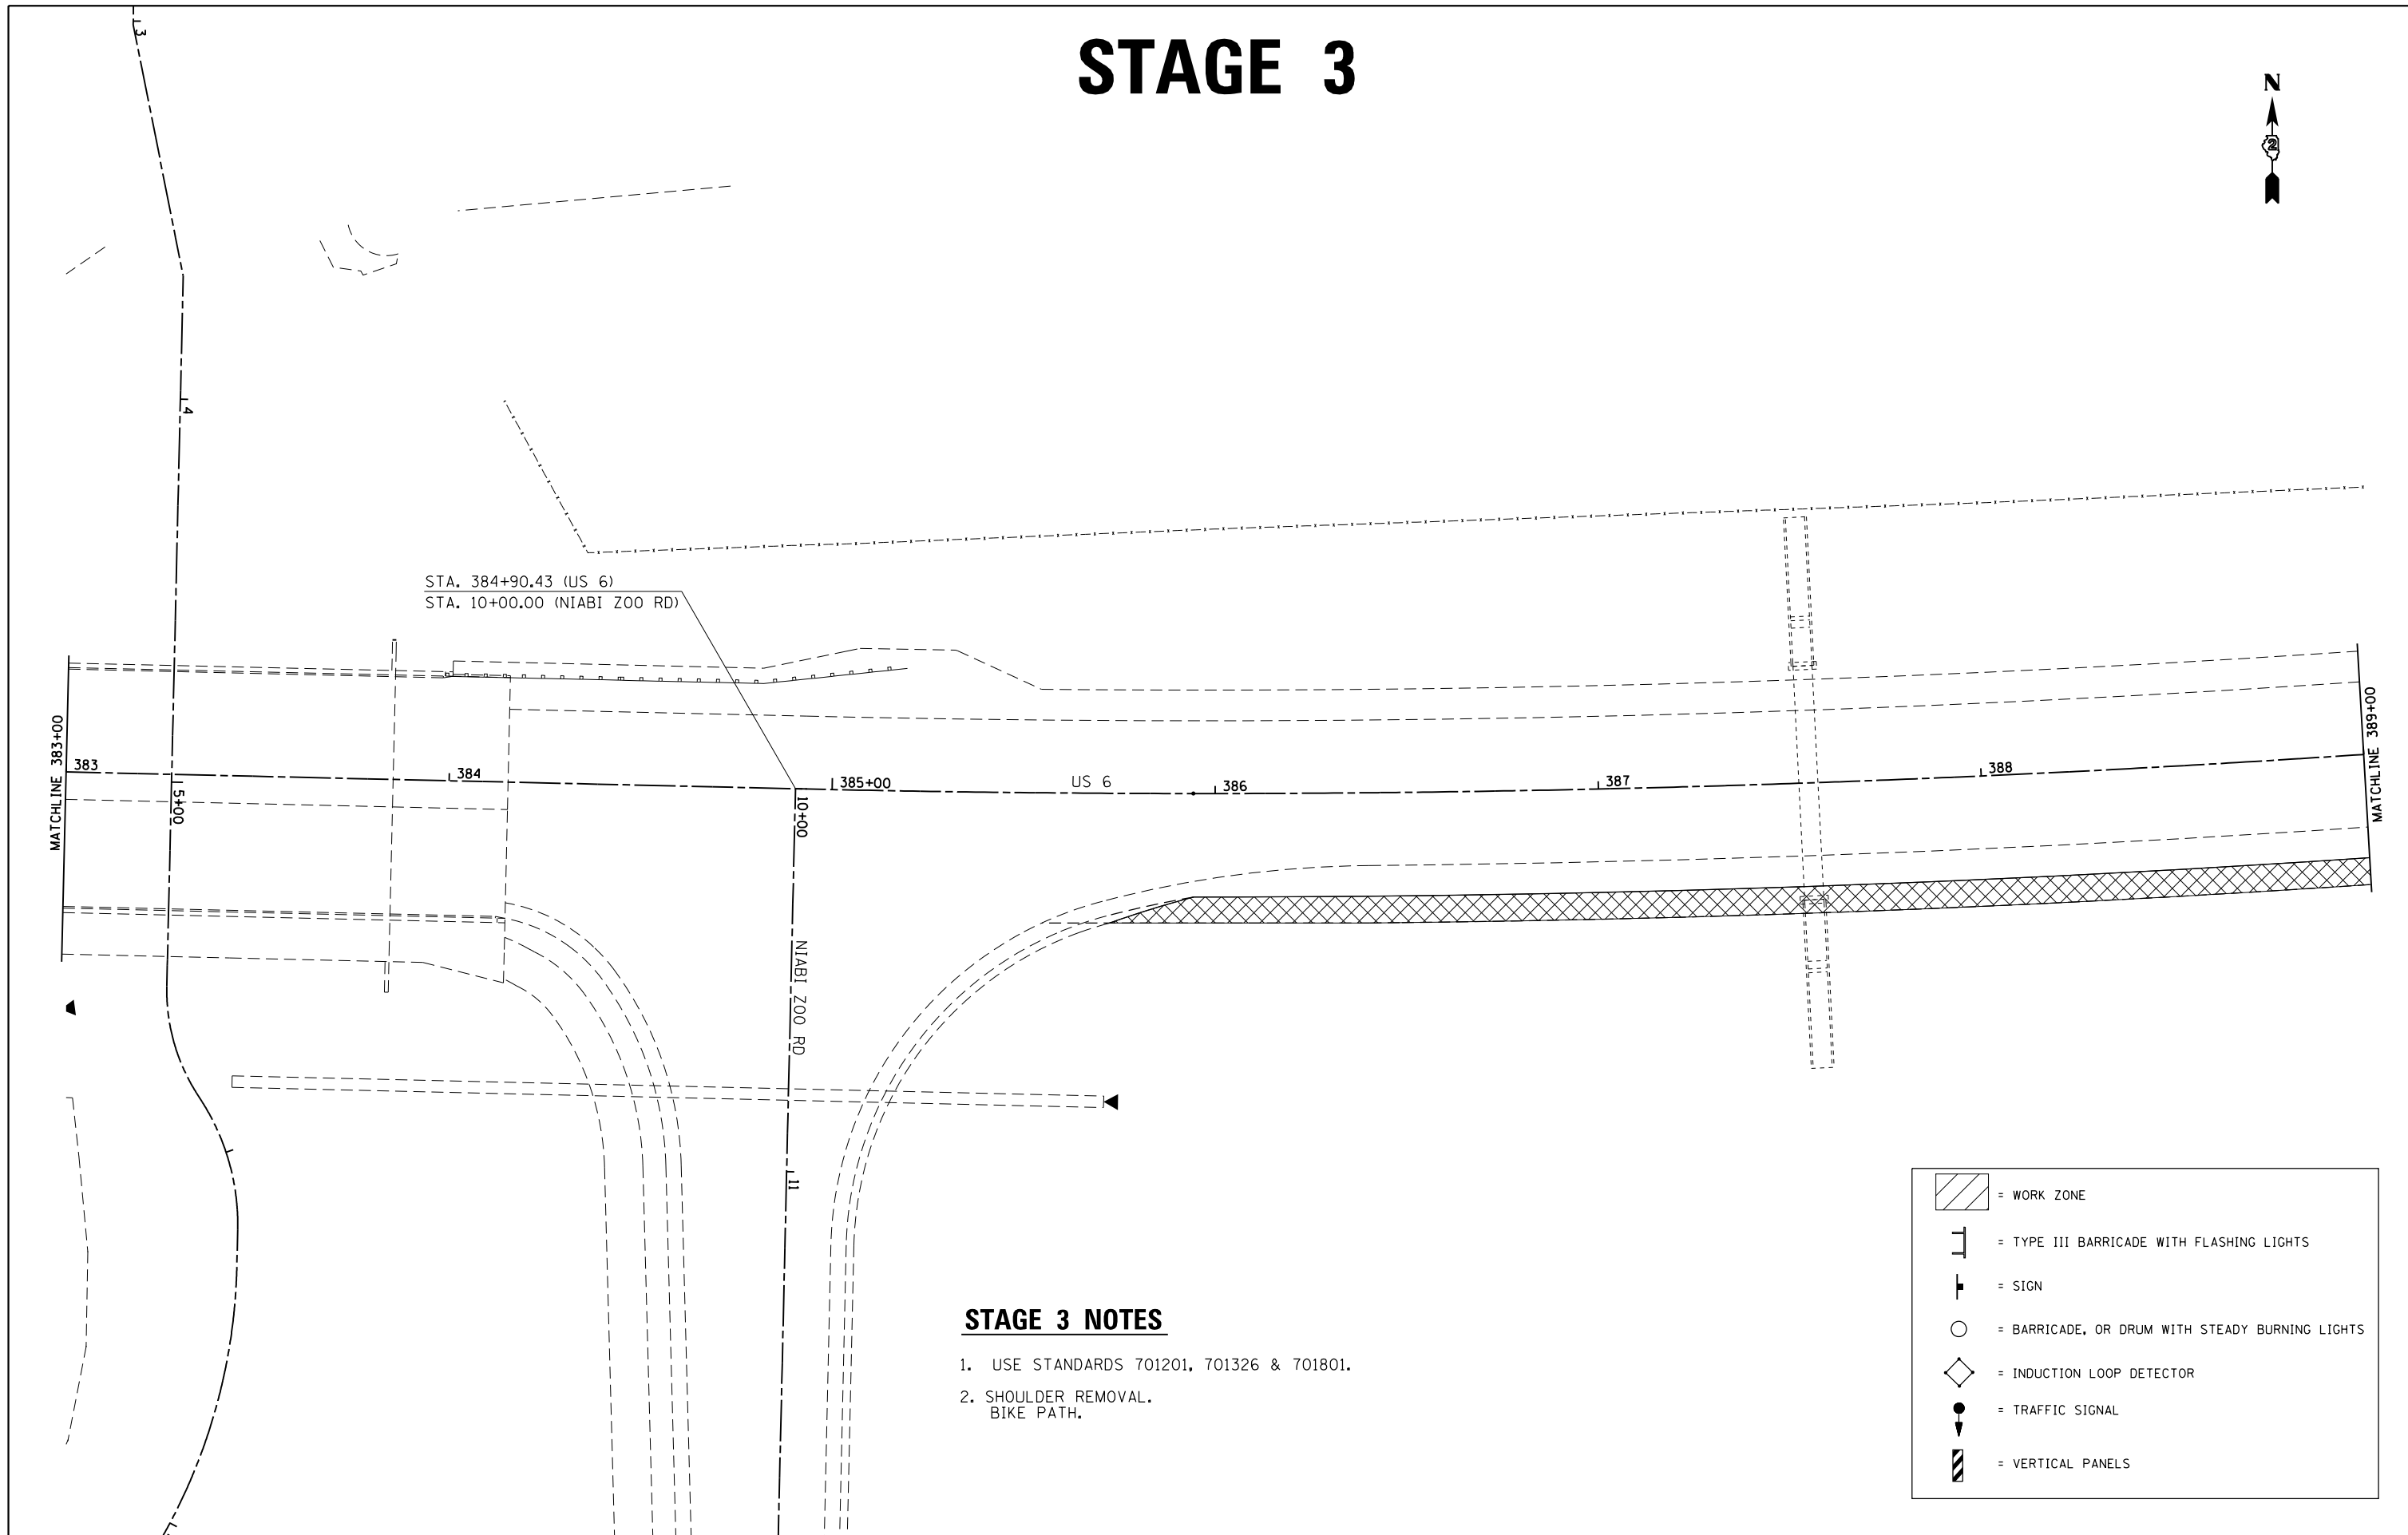 STAGE 3
N
2
3
4
STA. 384+90.43 (US 6)
STA. 10+00.00 (NIABI ZOO RD)
MATCHLINE 383+00
383
5+00
384
10+00
385+00
US 6
386
387
388
MATCHLINE 389+00
NIABI ZOO RD
11
STAGE 3 NOTES
1. USE STANDARDS 701201, 701326 & 701801.
2. SHOULDER REMOVAL.
BIKE PATH.
= WORK ZONE
= TYPE III BARRICADE WITH FLASHING LIGHTS
= SIGN
= BARRICADE, OR DRUM WITH STEADY BURNING LIGHTS
= INDUCTION LOOP DETECTOR
= TRAFFIC SIGNAL
= VERTICAL PANELS